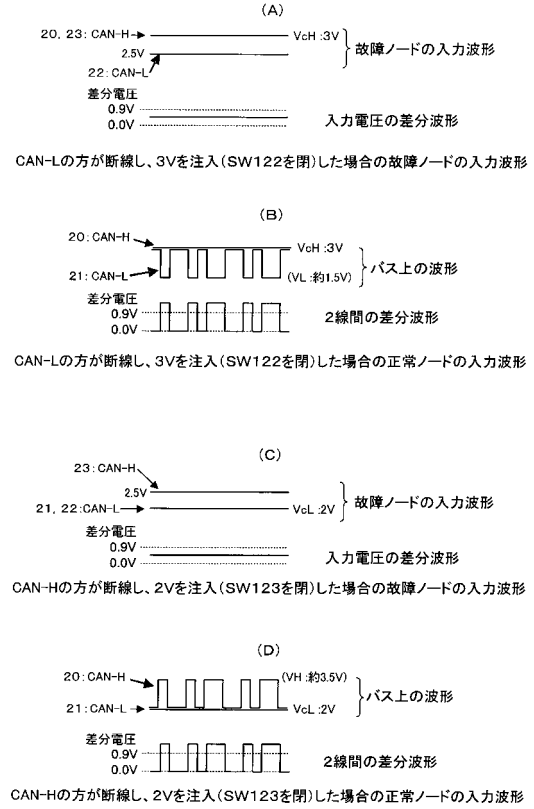 (A)
20, 23: CAN-H
VcH:3V
2.5V
故障ノードの入力波形
22:CAN-L
差分電圧
0.9V
0.0V
入力電圧の差分波形
CAN-Lの方が断線し、3Vを注入(SW122を閉)した場合の故障ノードの入力波形
(B)
20:CAN-H
VcH:3V
バス上の波形
21:CAN-L
(VL:約1.5V)
差分電圧
0.9V
0.0V
2線間の差分波形
CAN-Lの方が断線し、3Vを注入(SW122を閉)した場合の正常ノードの入力波形
(C)
23:CAN-H
2.5V
故障ノードの入力波形
21, 22:CAN-L
VcL:2V
差分電圧
0.9V
0.0V
入力電圧の差分波形
CAN-Hの方が断線し、2Vを注入(SW123を閉)した場合の故障ノードの入力波形
(D)
20:CAN-H
(VH:約3.5V)
バス上の波形
21:CAN-L
VcL:2V
差分電圧
0.9V
0.0V
2線間の差分波形
CAN-Hの方が断線し、2Vを注入(SW123を閉)した場合の正常ノードの入力波形